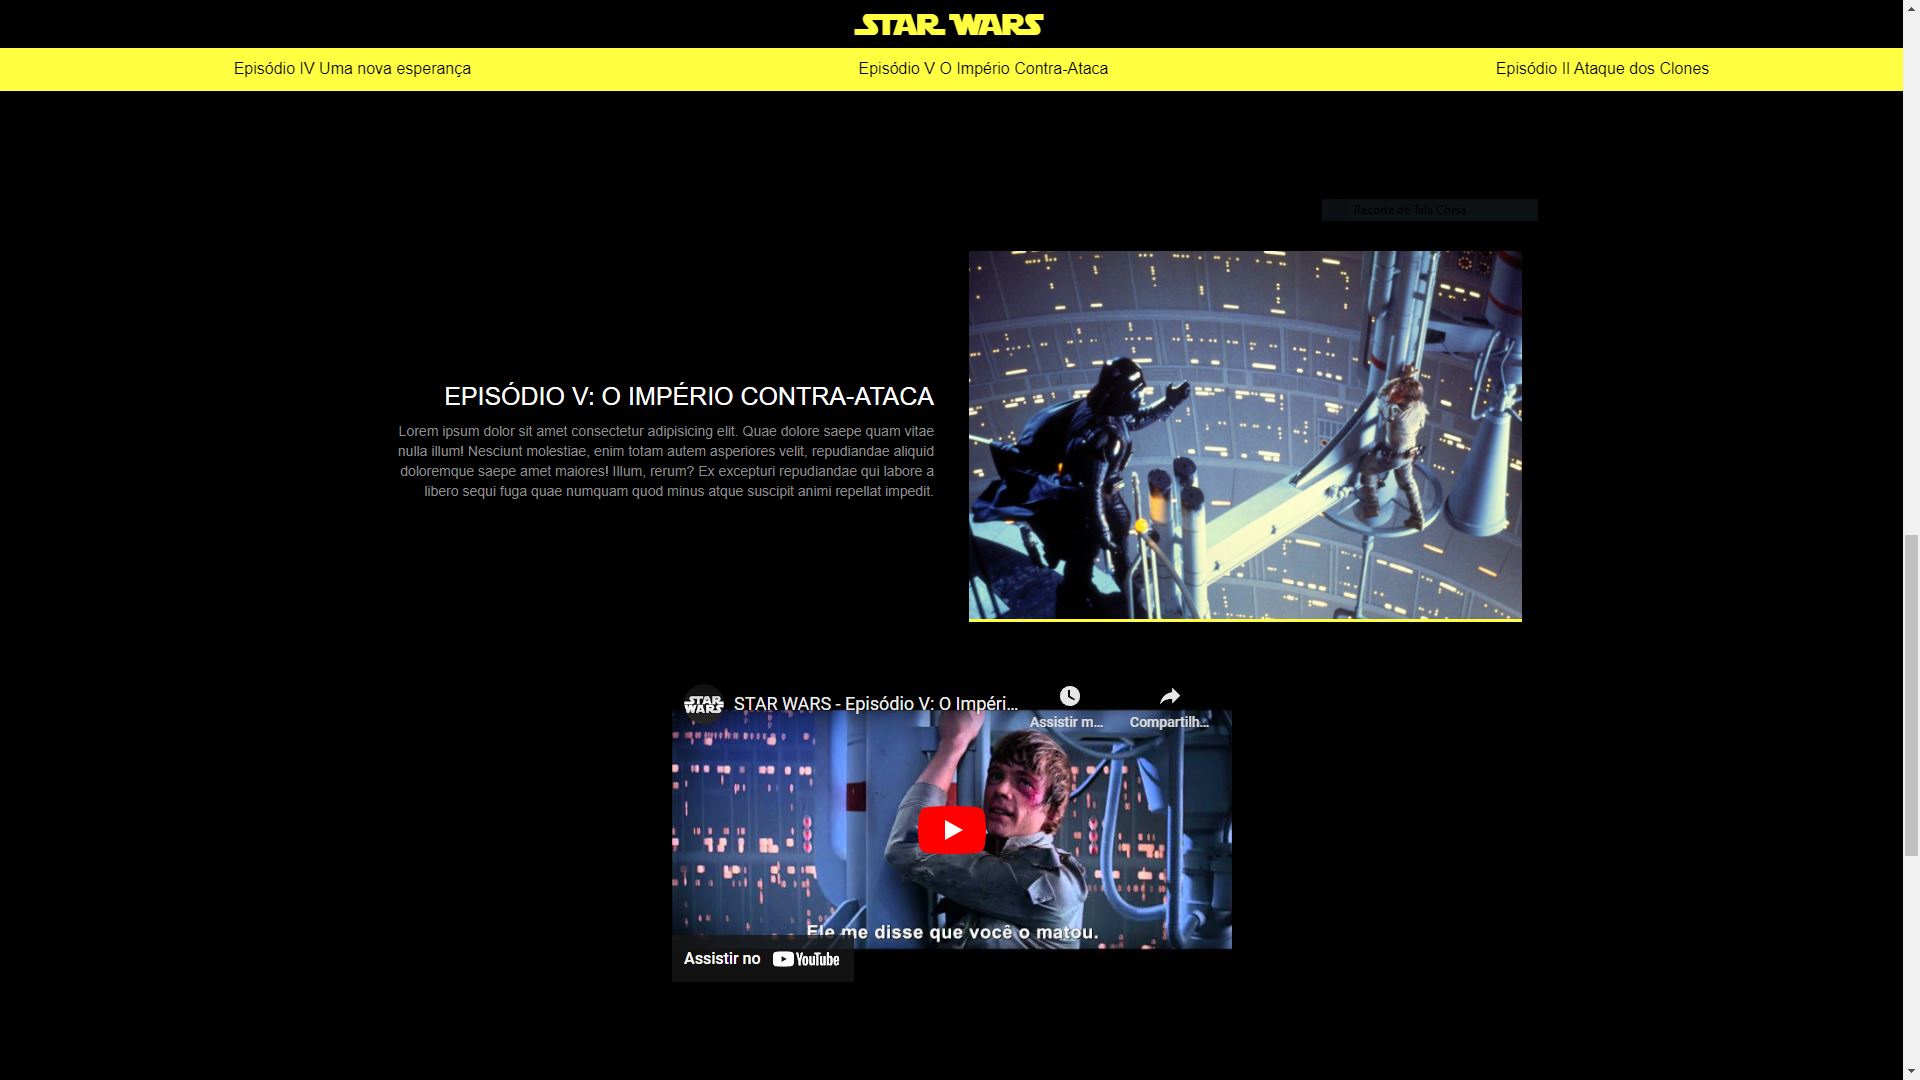 STAR WARS
Episódio IV Uma nova esperança
Episódio V O Império Contra-Ataca
Episódio II Ataque dos Clones
Recorte de Tela Cheia
EPISÓDIO V: O IMPÉRIO CONTRA-ATACA
Lorem ipsum dolor sit amet consectetur adipisicing elit. Quae dolore saepe quam vitae
nulla illum! Nesciunt molestiae, enim totam autem asperiores velit, repudiandae aliquid
doloremque saepe amet maiores! Illum, rerum? Ex excepturi repudiandae qui labore a
libero sequi fuga quae numquam quod minus atque suscipit animi repellat impedit.
STAR WARS
STAR WARS - Episódio V: O Impéri...
Assistir m...
Compartilh...
Ele me disse que você o matou.
Assistir no YouTube